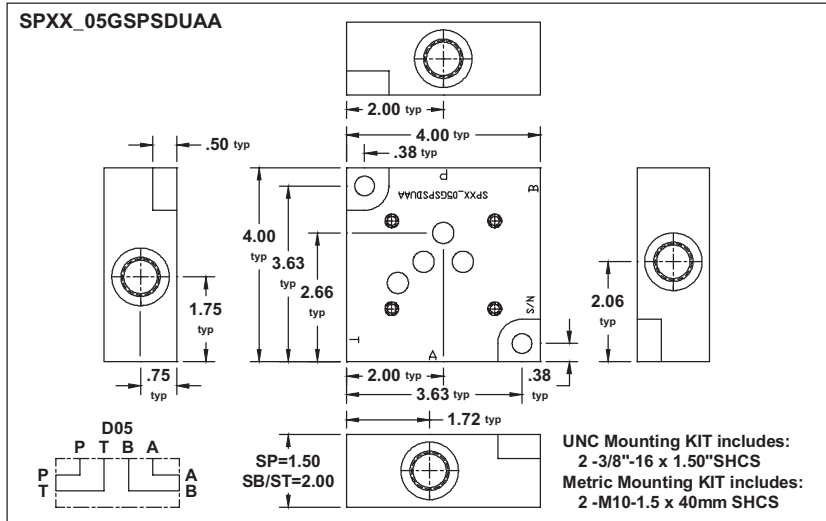 SPXX_05GSPSDUAA
2.00 typ
4.00 typ
.50 typ
.38 typ
P
SPXX_05GSPSDUAA
B
4.00
typ
3.63
typ
2.66
typ
1.75
typ
2.06
typ
S/N
T
A
.75
typ
2.00 typ
.38
typ
3.63 typ
1.72 typ
D05
P T B A
P
T
A
B
SP=1.50
SB/ST=2.00
UNC Mounting KIT includes:
2 -3/8"-16 x 1.50"SHCS
Metric Mounting KIT includes:
2 -M10-1.5 x 40mm SHCS